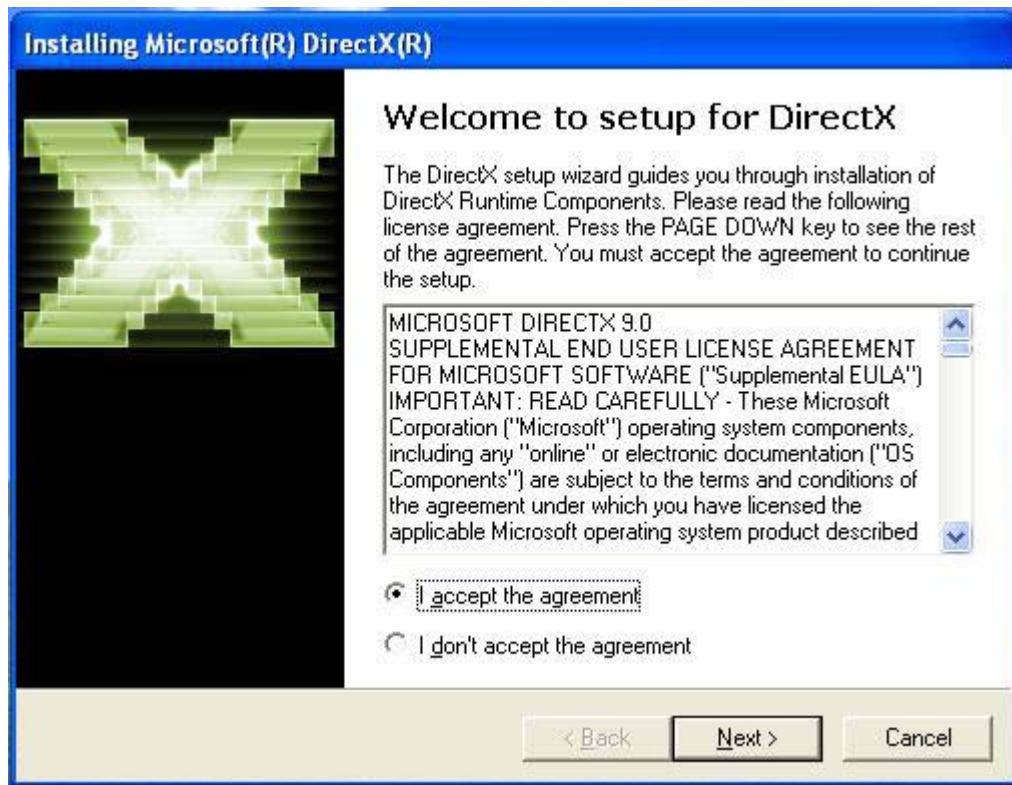 Installing Microsoft(R) DirectX(R)
Welcome to setup for DirectX
The DirectX setup wizard guides you through installation of
DirectX Runtime Components. Please read the following
license agreement. Press the PAGE DOWN key to see the rest
of the agreement. You must accept the agreement to continue
the setup.
MICROSOFT DIRECTX 9.0
SUPPLEMENTAL END USER LICENSE AGREEMENT
FOR MICROSOFT SOFTWARE ("Supplemental EULA")
IMPORTANT: READ CAREFULLY - These Microsoft
Corporation ("Microsoft") operating system components,
including any "online" or electronic documentation ("OS
Components") are subject to the terms and conditions of
the agreement under which you have licensed the
applicable Microsoft operating system product described
I accept the agreement
I don't accept the agreement
< Back
Next >
Cancel